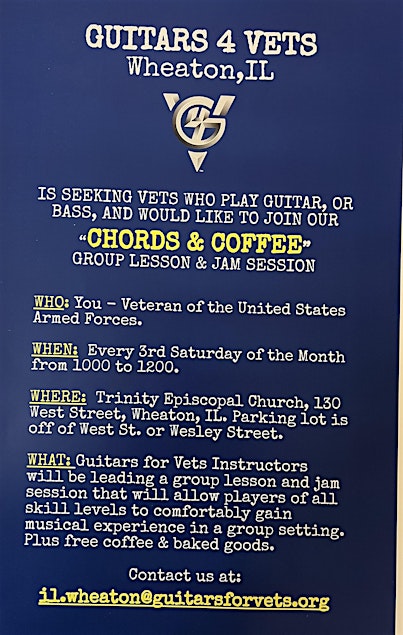 GUITARS 4 VETS
Wheaton,IL
G4V
IS SEEKING VETS WHO PLAY GUITAR, OR
BASS, AND WOULD LIKE TO JOIN OUR
“CHORDS & COFFEE”
GROUP LESSON & JAM SESSION
WHO: You - Veteran of the United States
Armed Forces.
WHEN: Every 3rd Saturday of the Month
from 1000 to 1200.
WHERE: Trinity Episcopal Church, 130
West Street, Wheaton, IL. Parking lot is
off of West St. or Wesley Street.
WHAT: Guitars for Vets Instructors
will be leading a group lesson and jam
session that will allow players of all
skill levels to comfortably gain
musical experience in a group setting.
Plus free coffee & baked goods.
Contact us at:
il.wheaton@guitarsforvets.org